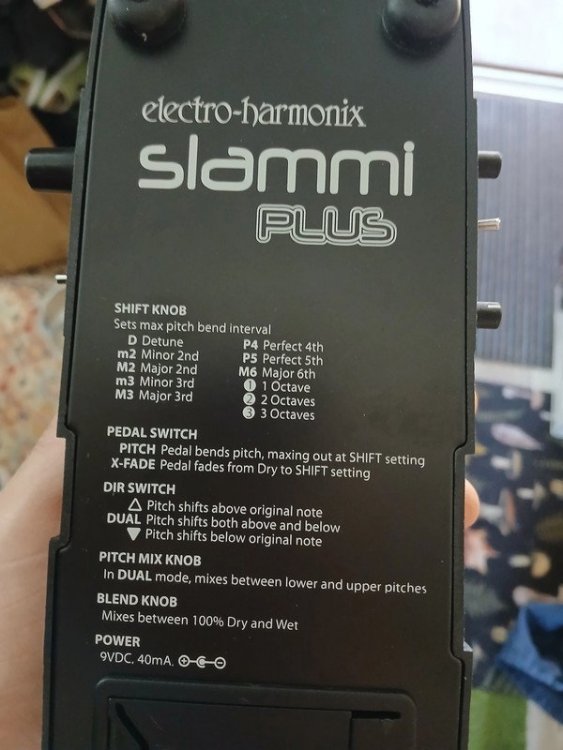 electro-harmonix
slammi
PLUS
SHIFT KNOB
Sets max pitch bend interval
D Detune
m2 Minor 2nd
M2 Major 2nd
m3 Minor 3rd
M3 Major 3rd
P4 Perfect 4th
P5 Perfect 5th
M6 Major 6th
❶ 1 Octave
❷ 2 Octaves
❸ 3 Octaves
PEDAL SWITCH
PITCH Pedal bends pitch, maxing out at SHIFT setting
X-FADE Pedal fades from Dry to SHIFT setting
DIR SWITCH
△ Pitch shifts above original note
DUAL Pitch shifts both above and below
▼ Pitch shifts below original note
PITCH MIX KNOB
In DUAL mode, mixes between lower and upper pitches
BLEND KNOB
Mixes between 100% Dry and Wet
POWER
9VDC, 40mA,